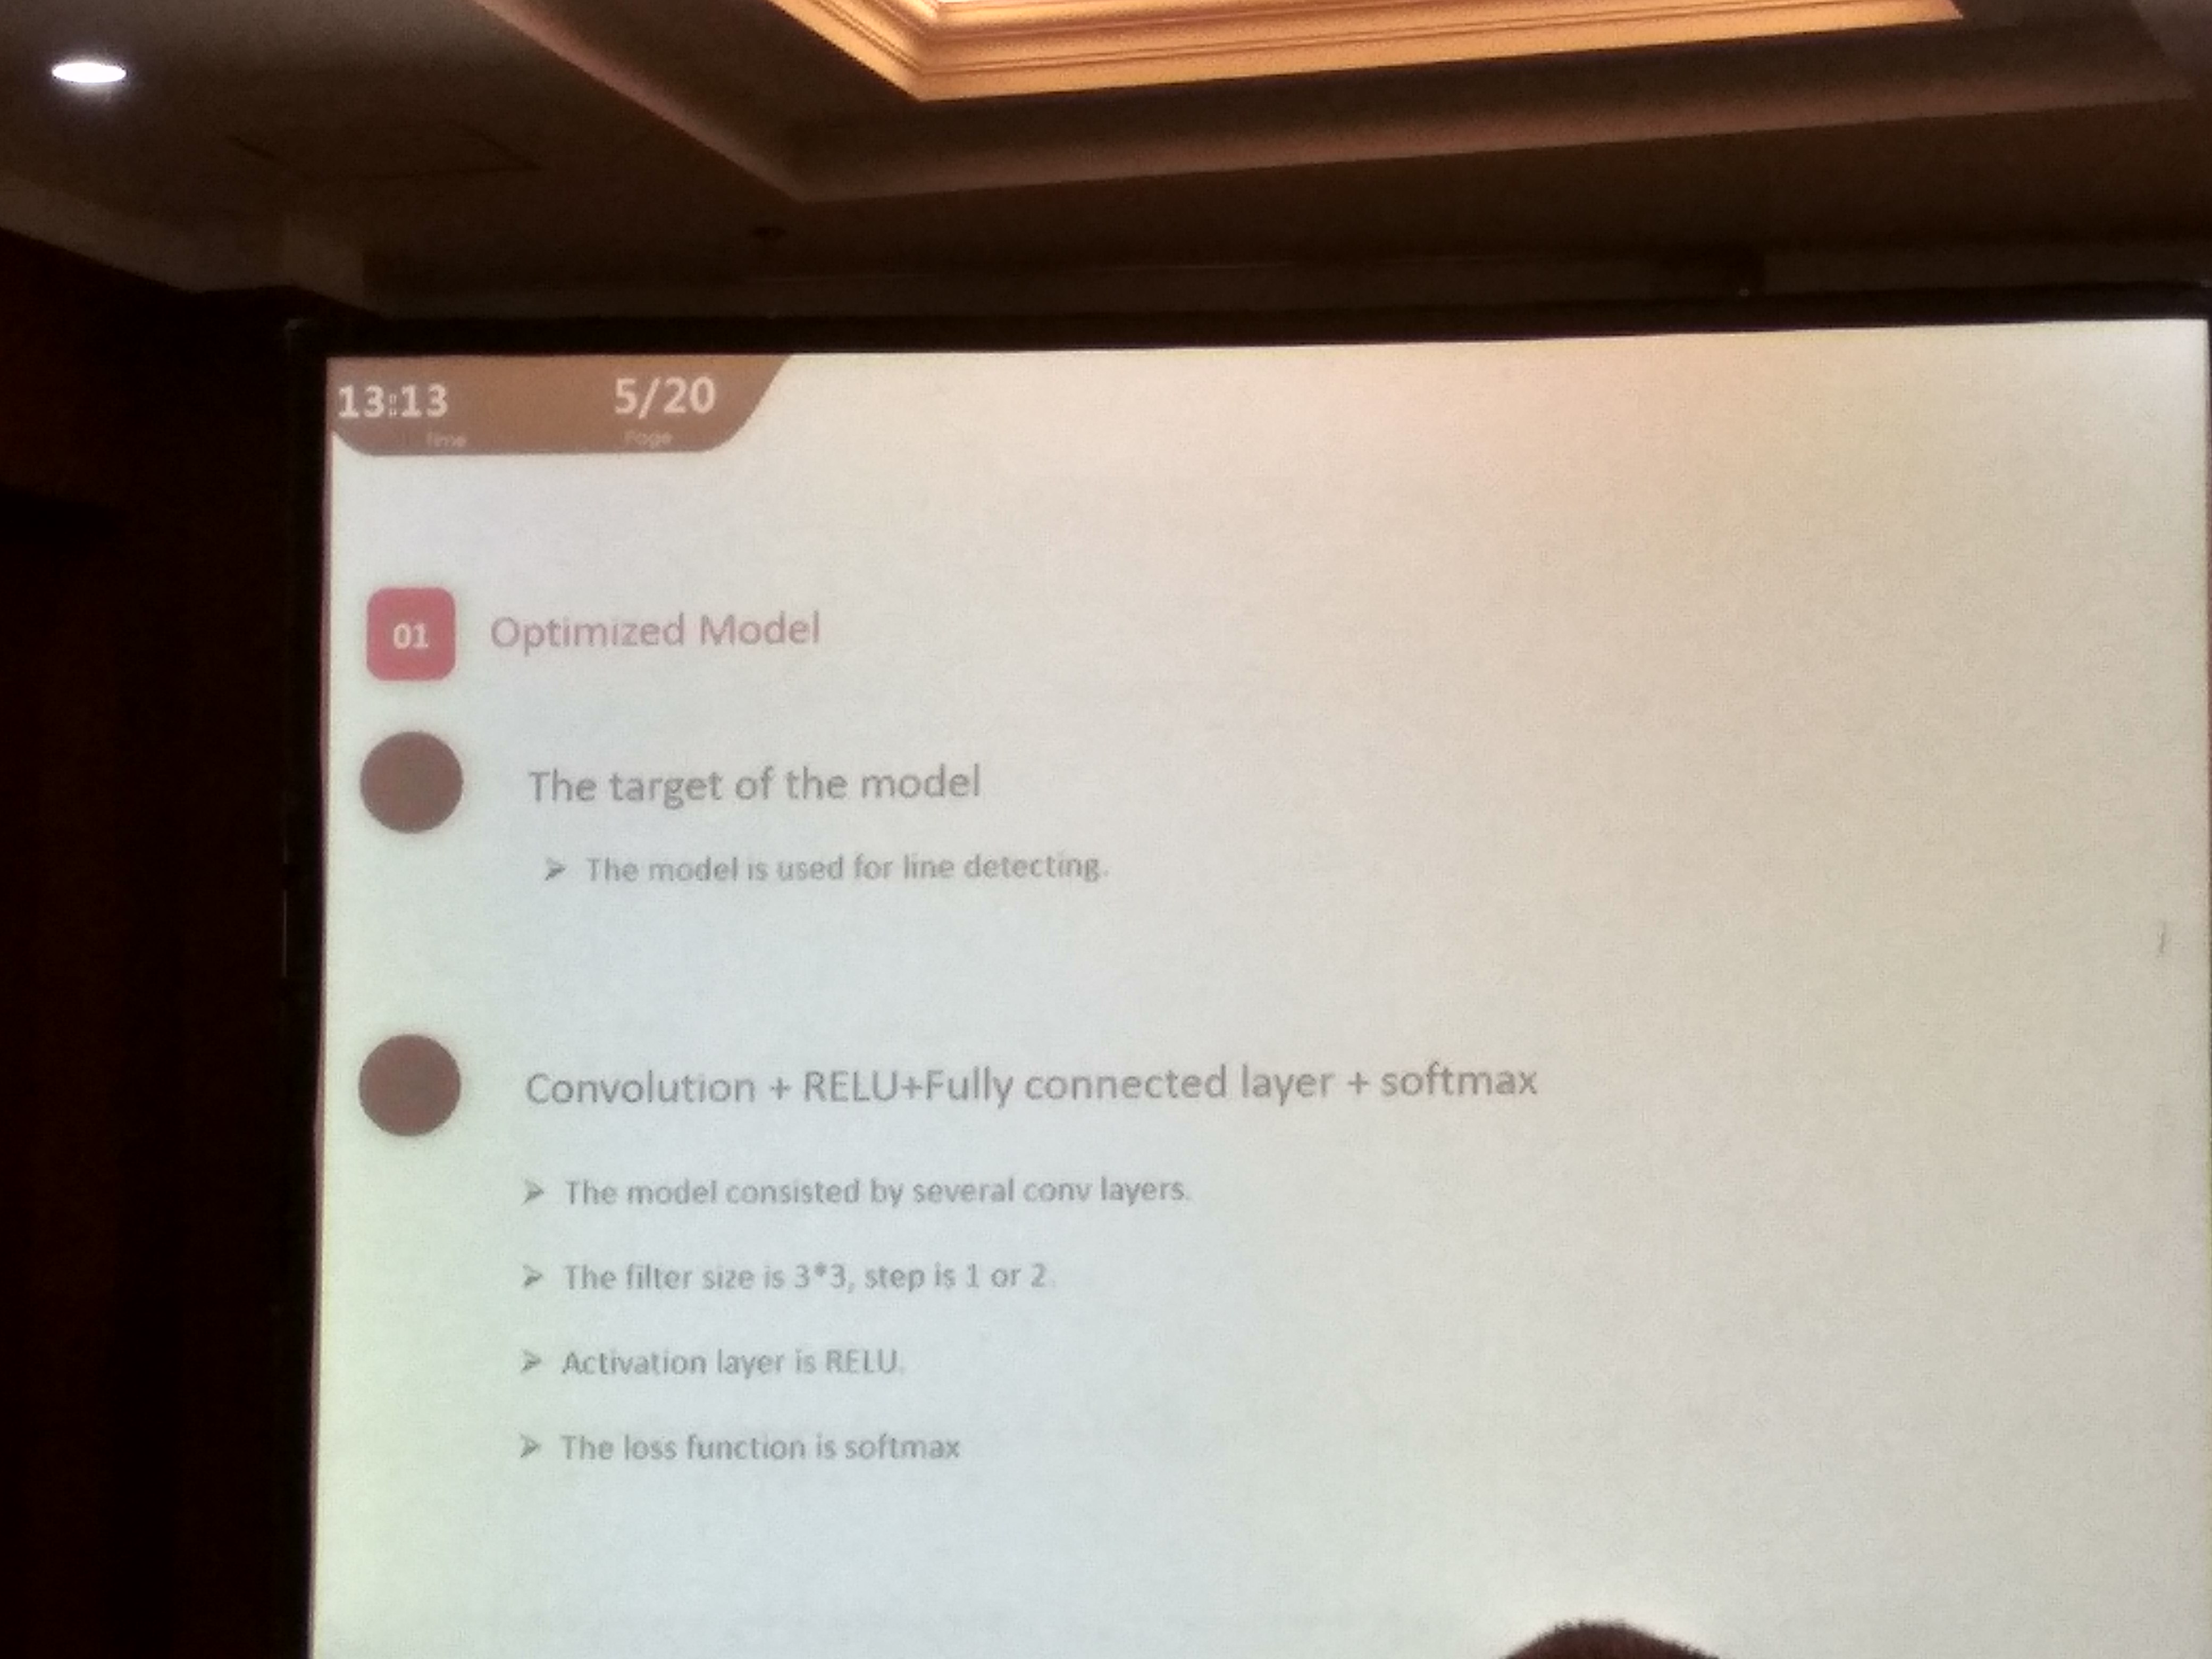 13:13 5/20
Time Page
01 Optimized Model
The target of the model
➢ The model is used for line detecting.
Convolution + RELU+Fully connected layer + softmax
➢ The model consisted by several conv layers.
➢ The filter size is 3*3, step is 1 or 2.
➢ Activation layer is RELU.
➢ The loss function is softmax